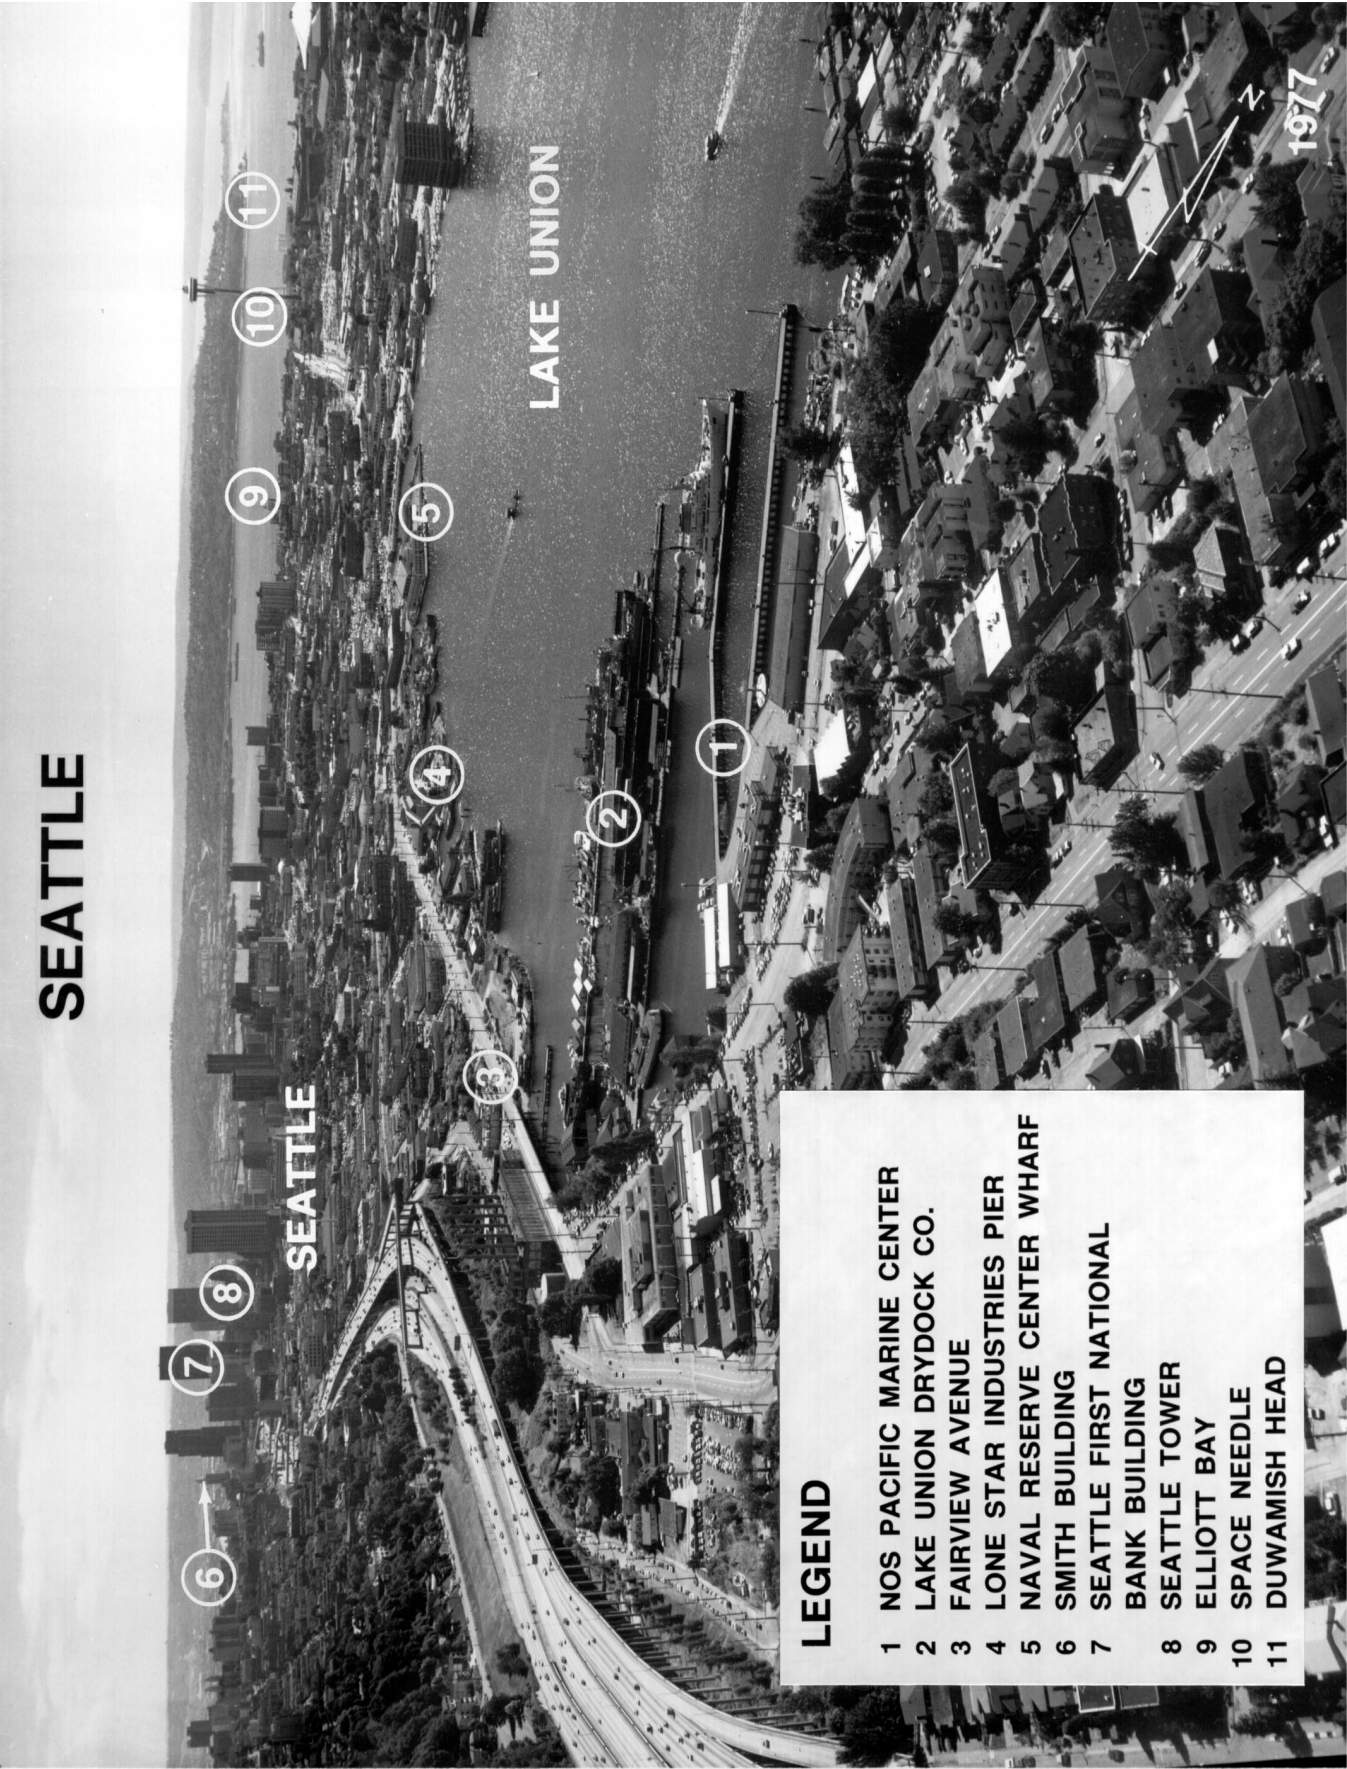 SEATTLE
6
7
8
9
10
11
SEATTLE
3
4
5
LAKE UNION
2
1
LEGEND
1 NOS PACIFIC MARINE CENTER
2 LAKE UNION DRYDOCK CO.
3 FAIRVIEW AVENUE
4 LONE STAR INDUSTRIES PIER
5 NAVAL RESERVE CENTER WHARF
6 SMITH BUILDING
7 SEATTLE FIRST NATIONAL
BANK BUILDING
8 SEATTLE TOWER
9 ELLIOTT BAY
10 SPACE NEEDLE
11 DUWAMISH HEAD
N
1977